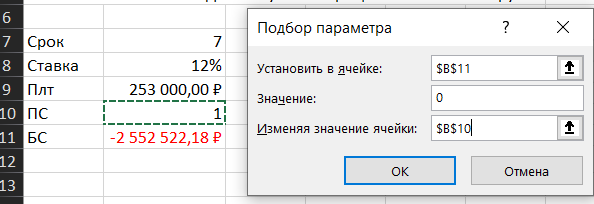 6
7 Срок 7
8 Ставка 12%
9 Плт 253 000,00 ₽
10 ПС 1
11 БС -2 552 522,18 ₽
12
13
Подбор параметра ? ×
Установить в ячейке: $B$11
Значение: 0
Изменяя значение ячейки: $B$10
ОК Отмена